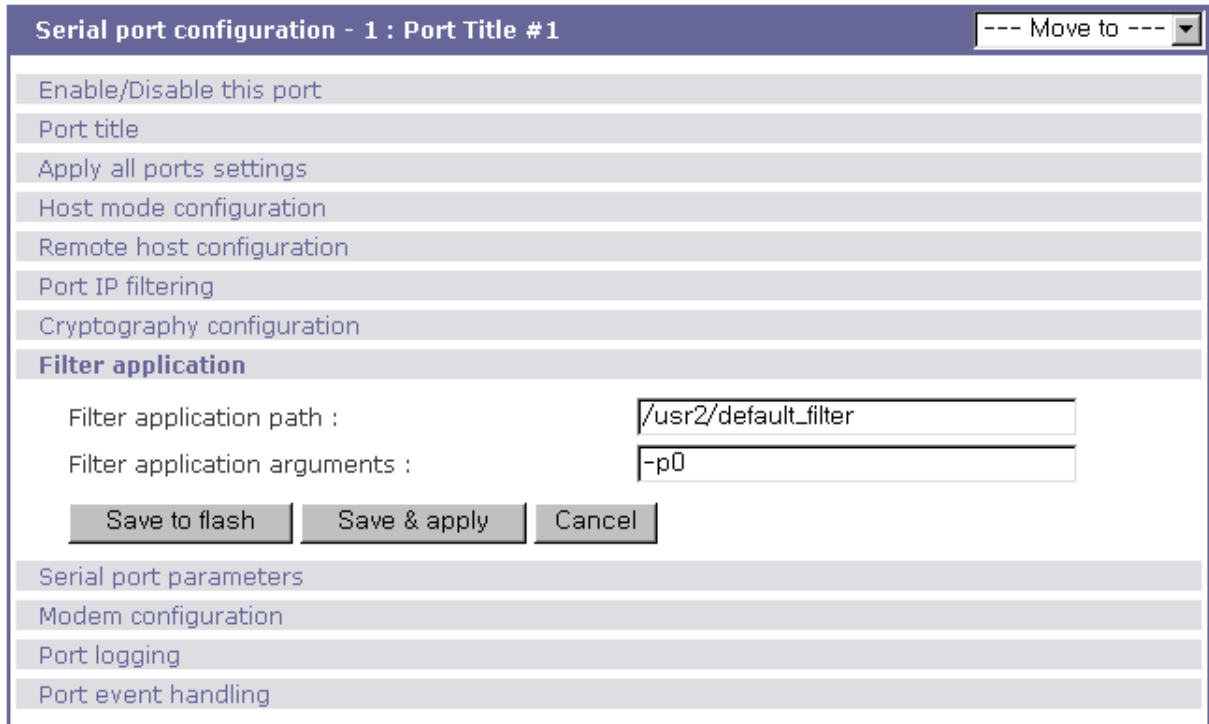 Serial port configuration - 1 : Port Title #1 --- Move to ---
Enable/Disable this port
Port title
Apply all ports settings
Host mode configuration
Remote host configuration
Port IP filtering
Cryptography configuration
Filter application
Filter application path : /usr2/default_filter
Filter application arguments : -p0
Save to flash Save & apply Cancel
Serial port parameters
Modem configuration
Port logging
Port event handling